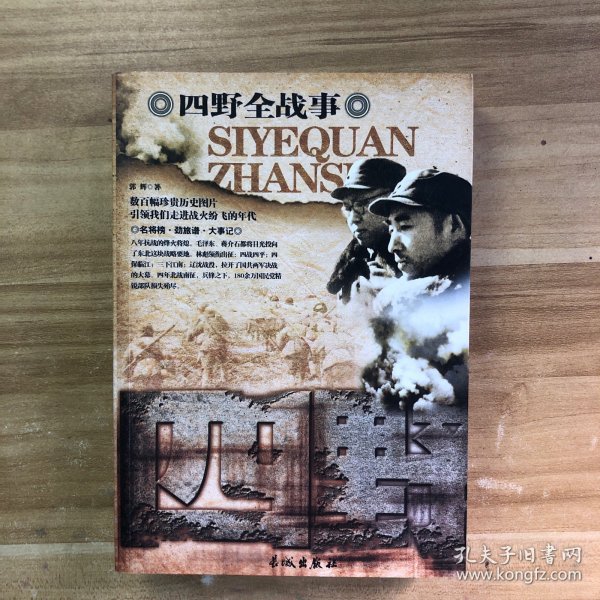 四野全战事
SIYEQUAN
ZHANSH
郭辉◎著
数百幅珍贵历史图片
引领我们走进战火纷飞的年代
◎名将榜·劲旅谱·大事记◎
八年抗战的烽火将熄，毛泽东、蒋介石都将目光投向
了东北这块战略要地。林彪领衔出征：四战四平；四
保临江；三下江南；辽沈战役，拉开了国共两军决战
的大幕。四年北战南征，兵锋之下，180余万国民党精
锐部队损失殆尽。
四野
长城出版社
孔夫子旧书网
www.kongfz.com